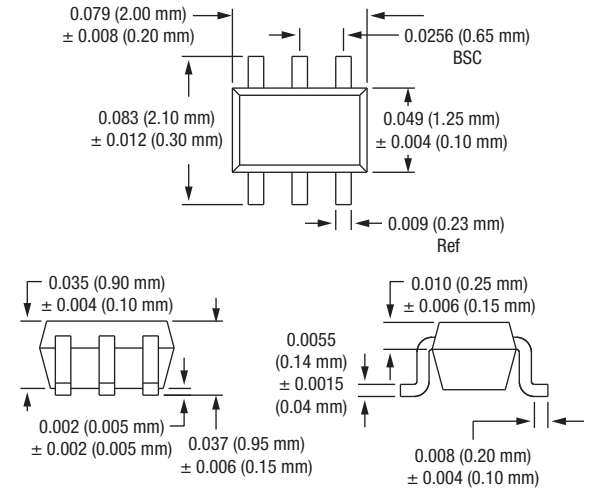 0.079 (2.00 mm)
± 0.008 (0.20 mm)
0.0256 (0.65 mm)
BSC
0.083 (2.10 mm)
± 0.012 (0.30 mm)
0.049 (1.25 mm)
± 0.004 (0.10 mm)
0.009 (0.23 mm)
Ref
0.035 (0.90 mm)
± 0.004 (0.10 mm)
0.010 (0.25 mm)
± 0.006 (0.15 mm)
0.0055
(0.14 mm)
± 0.0015
(0.04 mm)
0.002 (0.005 mm)
± 0.002 (0.005 mm)
0.037 (0.95 mm)
± 0.006 (0.15 mm)
0.008 (0.20 mm)
± 0.004 (0.10 mm)